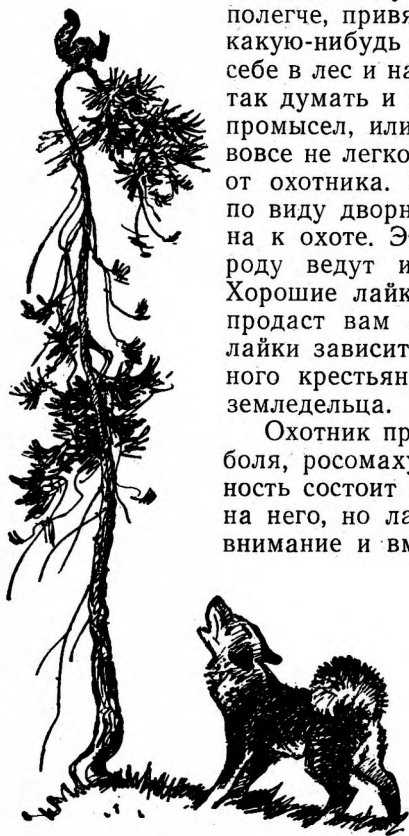 полегче, привя
какую-нибудь
себе в лес и на
так думать и
промысел, или
вовсе не легко
от охотника.
по виду дворн
на к охоте. Э
роду ведут и
Хорошие лайк
продаст вам
лайки зависит
ного крестьян
земледельца.
Охотник пр
боля, росомаху
ность состоит
на него, но ла
внимание и вм